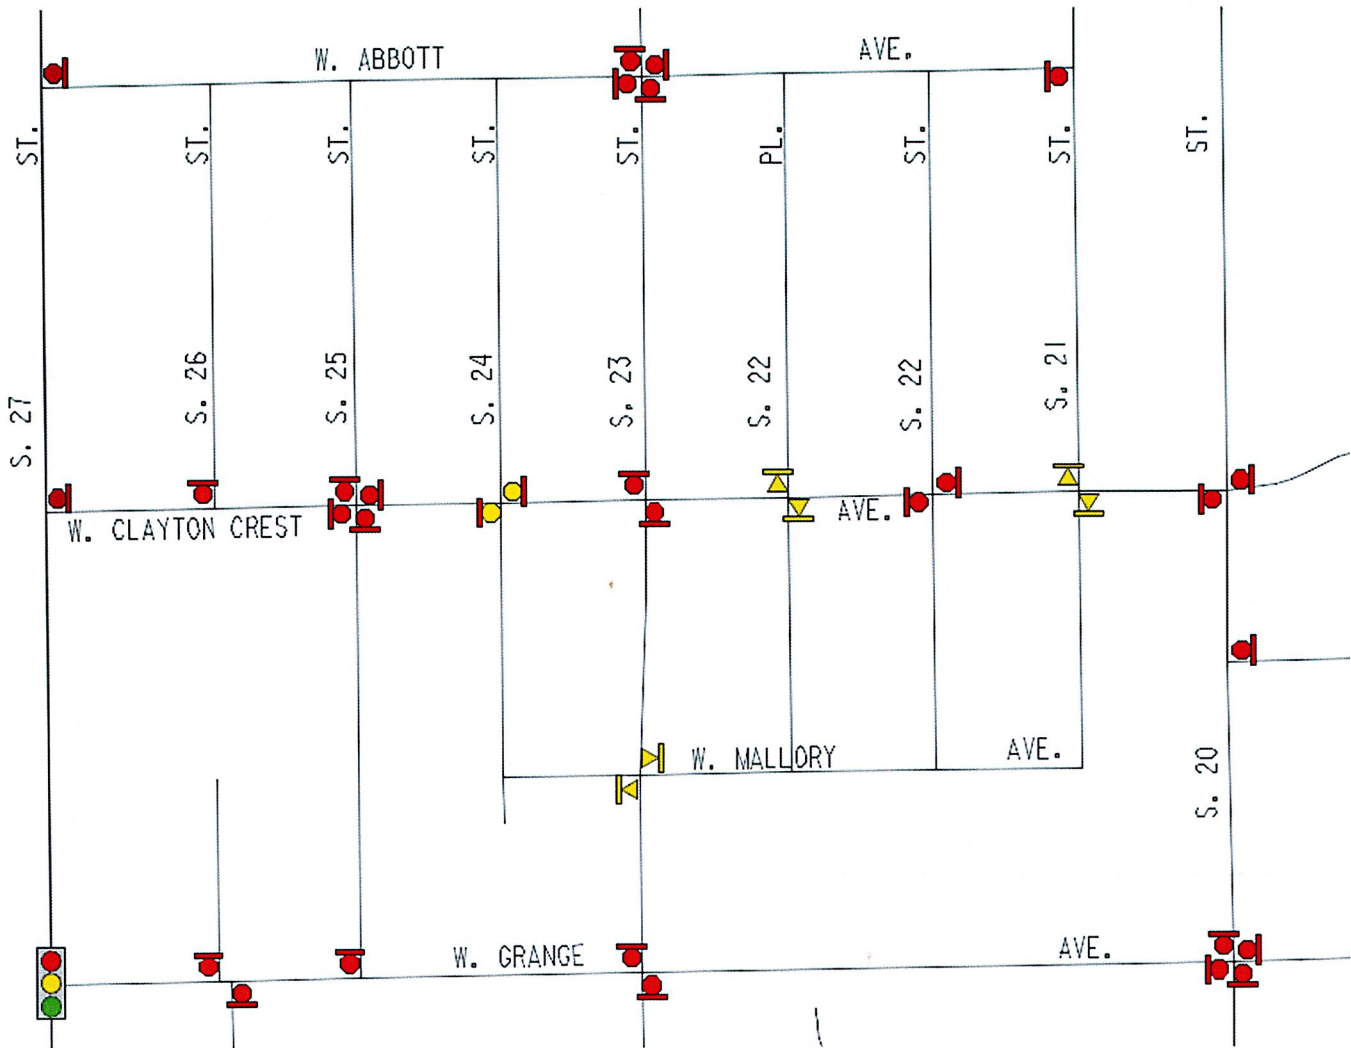 W. ABBOTT AVE.
ST. ST. ST. ST. ST. PL. ST. ST. ST.
S. 27 S. 26 S. 25 S. 24 S. 23 S. 22 S. 22 S. 21
W. CLAYTON CREST AVE.
W. MALLORY AVE.
S. 20
W. GRANGE AVE.